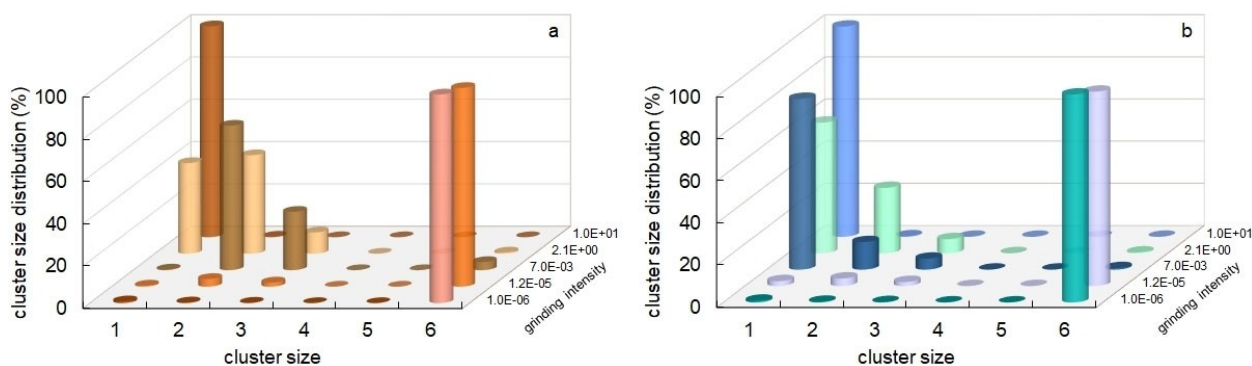 a
cluster size distribution (%)
100
80
60
40
20
0
1 2 3 4 5 6
cluster size
1.0E+01
2.1E+00
7.0E-03
1.2E-05
1.0E-06
grinding intensity
b
cluster size distribution (%)
100
80
60
40
20
0
1 2 3 4 5 6
cluster size
1.0E+01
2.1E+00
7.0E-03
1.2E-05
1.0E-06
grinding intensity